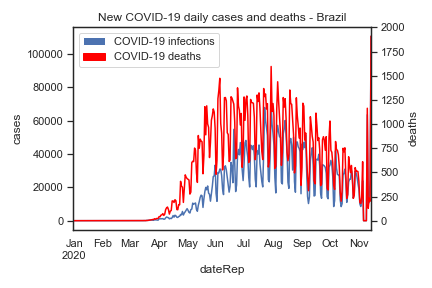 New COVID-19 daily cases and deaths - Brazil
COVID-19 infections
COVID-19 deaths
100000
80000
60000
40000
20000
0
cases
2000
1750
1500
1250
1000
750
500
250
0
deaths
Jan Feb Mar Apr May Jun Jul Aug Sep Oct Nov
2020
dateRep